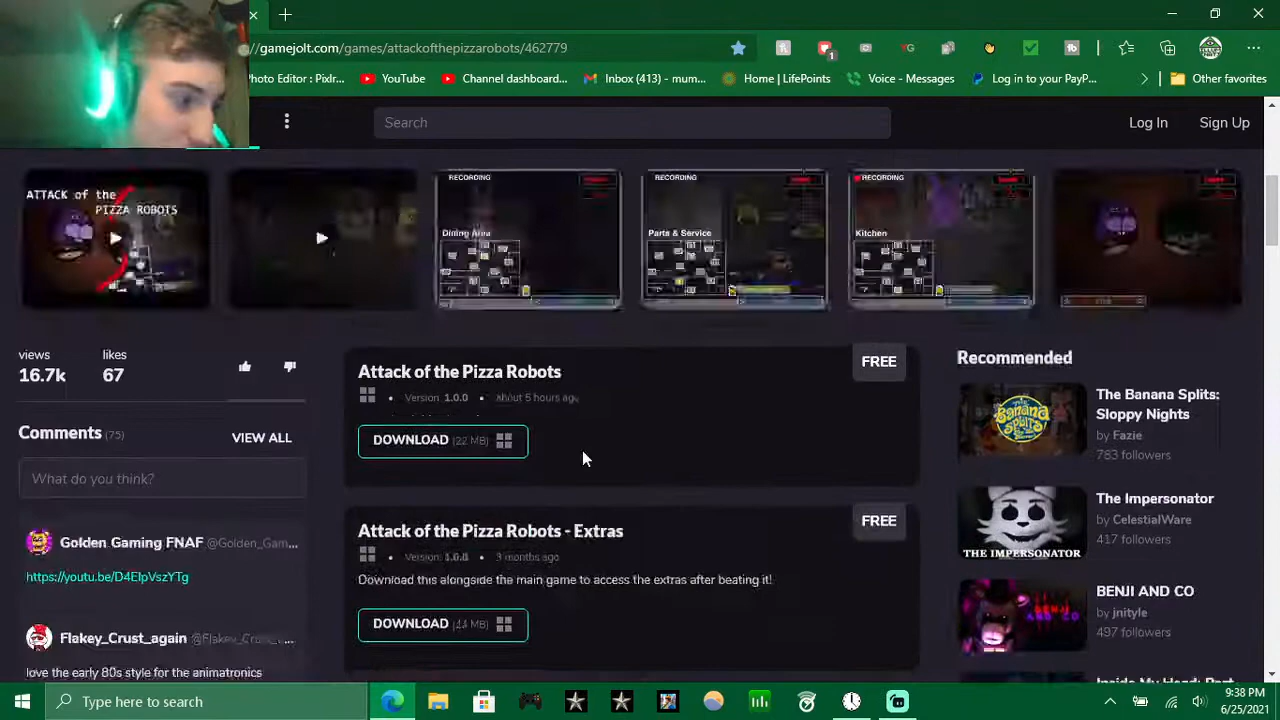 /gamejolt.com/games/attackofthepizzarobots/462779
hoto Editor : Pixlr...
YouTube
Channel dashboard...
Inbox (413) - mum...
Home | LifePoints
Voice - Messages
Log in to your PayP...
Other favorites
Search
Log In
Sign Up
ATTACK of the
PIZZA ROBOTS
RECORDING
Dining Area
RECORDING
Parts & Service
RECORDING
Kitchen
views
16.7k
likes
67
Comments (75)
VIEW ALL
What do you think?
Golden Gaming FNAF @Golden_Gam...
https://youtu.be/D4EIpVszYTg
Flakey_Crust_again @Flakey_Cru...
love the early 80s style for the animatronics
Attack of the Pizza Robots
FREE
• Version 1.0.0 • about 5 hours ago
DOWNLOAD (22 MB)
Attack of the Pizza Robots - Extras
FREE
• Version 1.0.0 • 3 months ago
Download this alongside the main game to access the extras after beating it!
DOWNLOAD (44 MB)
Recommended
The Banana Splits:
Sloppy Nights
by Fazie
783 followers
The Impersonator
by CelestialWare
417 followers
THE IMPERSONATOR
BENJI AND CO
by jnityle
497 followers
Type here to search
9:38 PM
6/25/2021